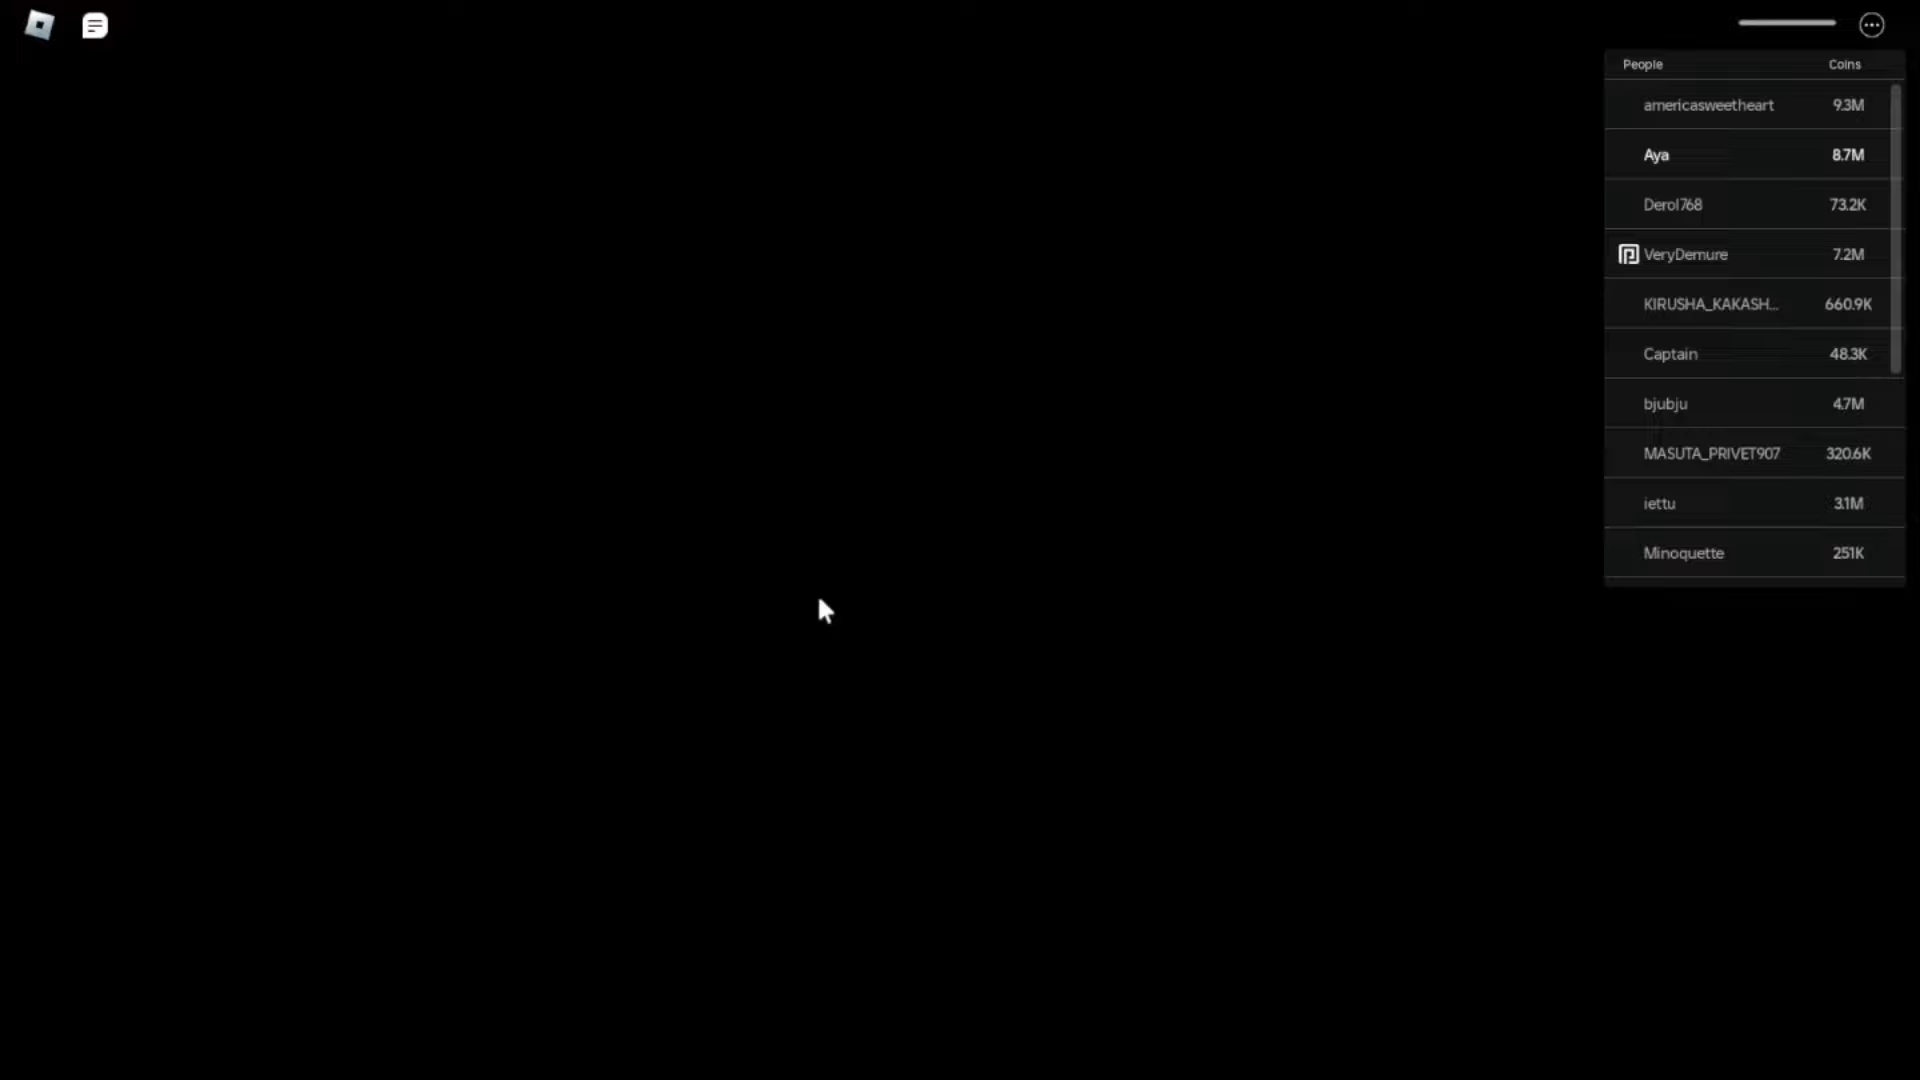 People Coins
americasweetheart 9.3M
Aya 8.7M
Derol768 73.2K
VeryDemure 7.2M
KIRUSHA_KAKASH... 660.9K
Captain 48.3K
bjubju 4.7M
MASUTA_PRIVET907 320.6K
iettu 3.1M
Minoquette 251K